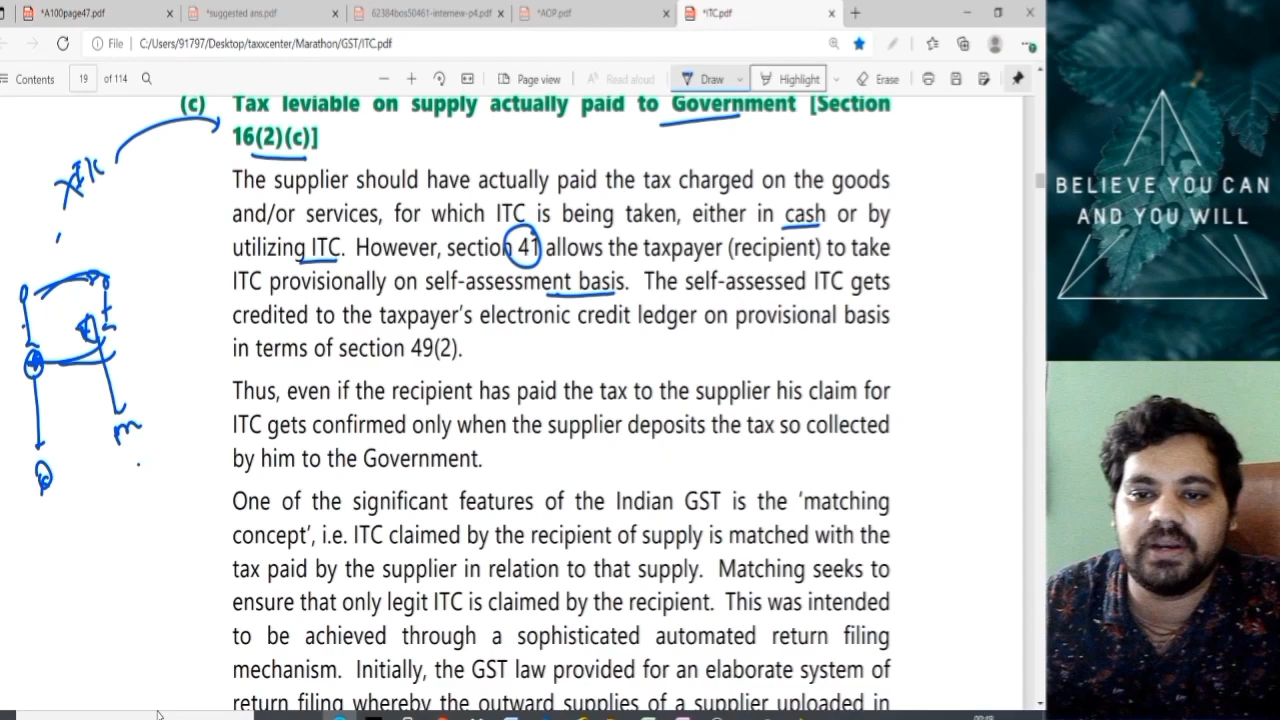 *A100page47.pdf
*suggested ans.pdf
62384bos50461-internew-p4.pdf
*AOP.pdf
*ITC.pdf
File
C:/Users/91797/Desktop/taxxcenter/Marathon/GST/ITC.pdf
Contents
19
of 114
Page view
Read aloud
Draw
Highlight
Erase
(c) Tax leviable on supply actually paid to Government [Section
16(2)(c)]
The supplier should have actually paid the tax charged on the goods
and/or services, for which ITC is being taken, either in cash or by
utilizing ITC. However, section 41 allows the taxpayer (recipient) to take
ITC provisionally on self-assessment basis. The self-assessed ITC gets
credited to the taxpayer's electronic credit ledger on provisional basis
in terms of section 49(2).
Thus, even if the recipient has paid the tax to the supplier his claim for
ITC gets confirmed only when the supplier deposits the tax so collected
by him to the Government.
One of the significant features of the Indian GST is the 'matching
concept', i.e. ITC claimed by the recipient of supply is matched with the
tax paid by the supplier in relation to that supply. Matching seeks to
ensure that only legit ITC is claimed by the recipient. This was intended
to be achieved through a sophisticated automated return filing
mechanism. Initially, the GST law provided for an elaborate system of
return filing whereby the outward supplies of a supplier uploaded in
BELIEVE YOU CAN
AND YOU WILL